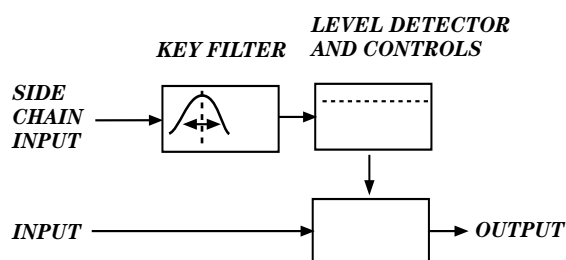 LEVEL DETECTOR
AND CONTROLS
KEY FILTER
SIDE
CHAIN
INPUT
INPUT
OUTPUT